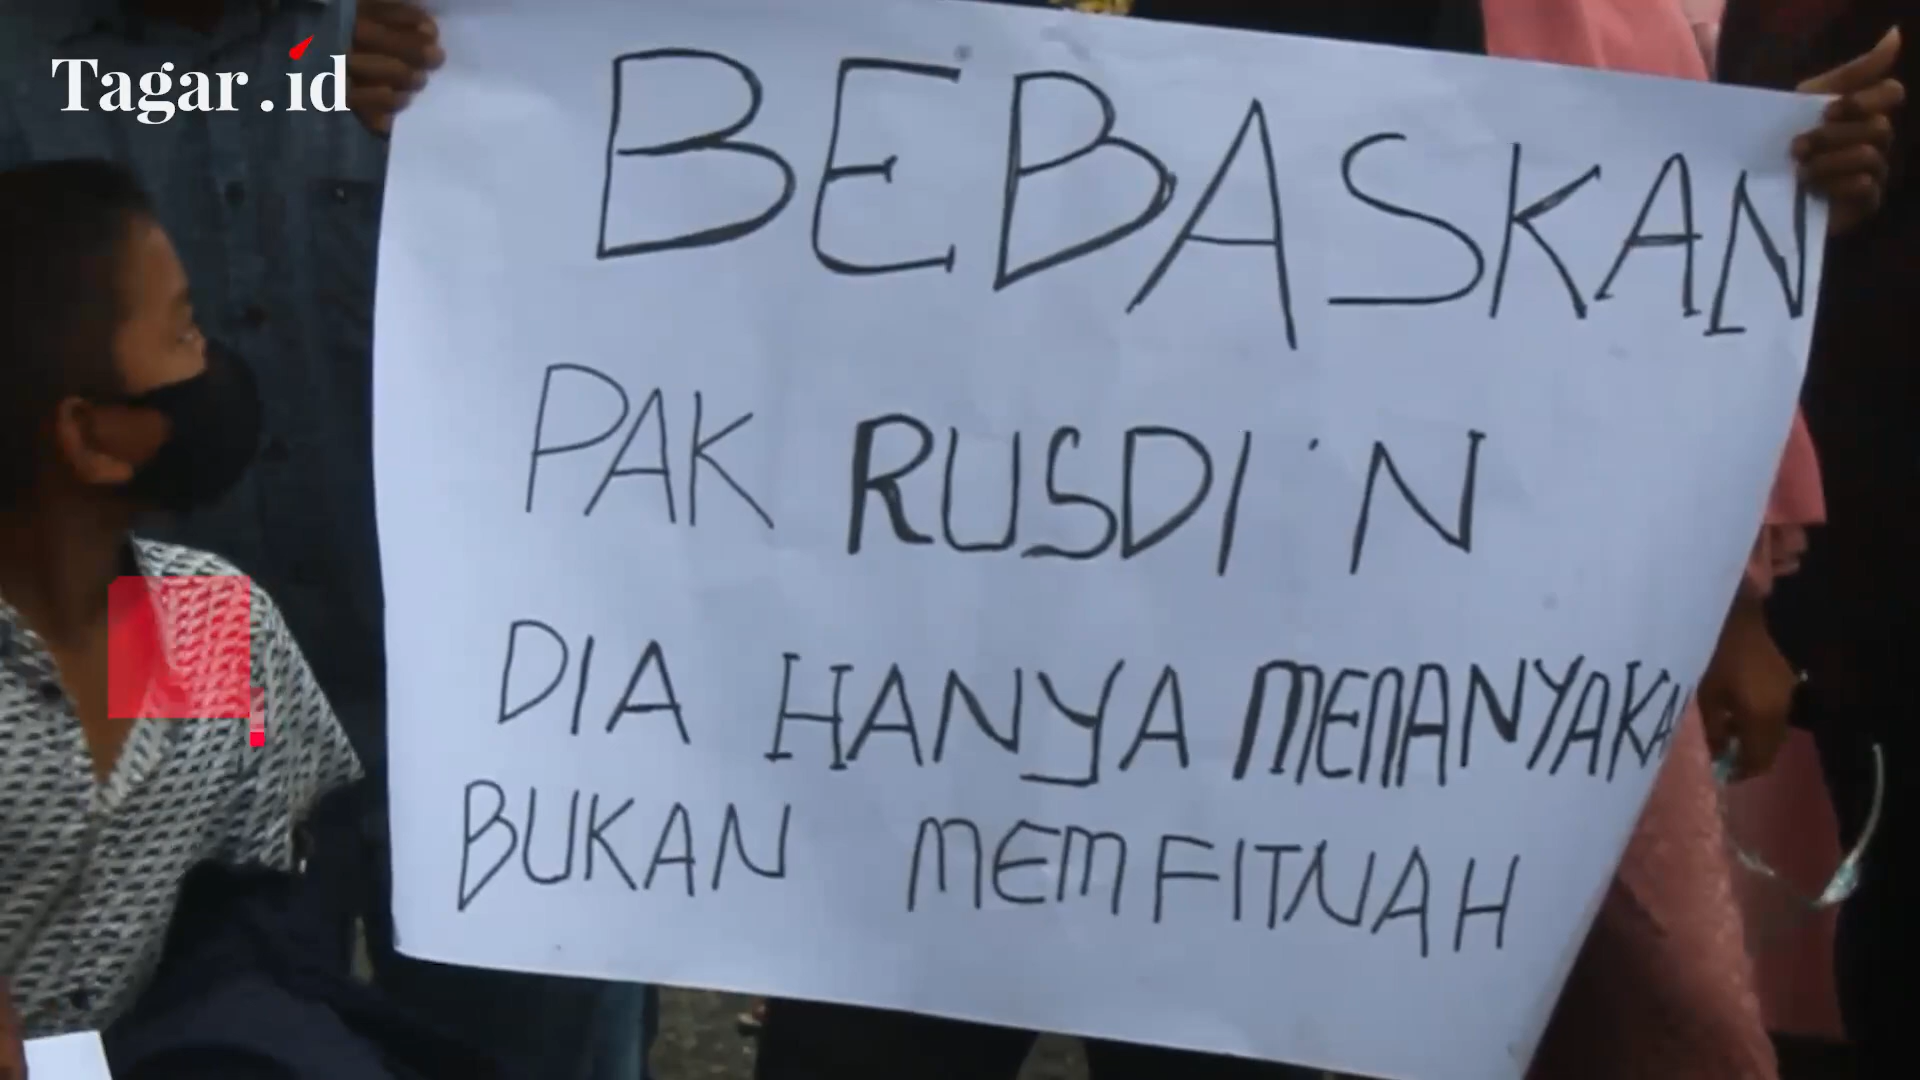 Tagar.id
BEBASKAN
PAK RUSDI'N
DIA HANYA MENANYAKAN
BUKAN MEMFITNAH